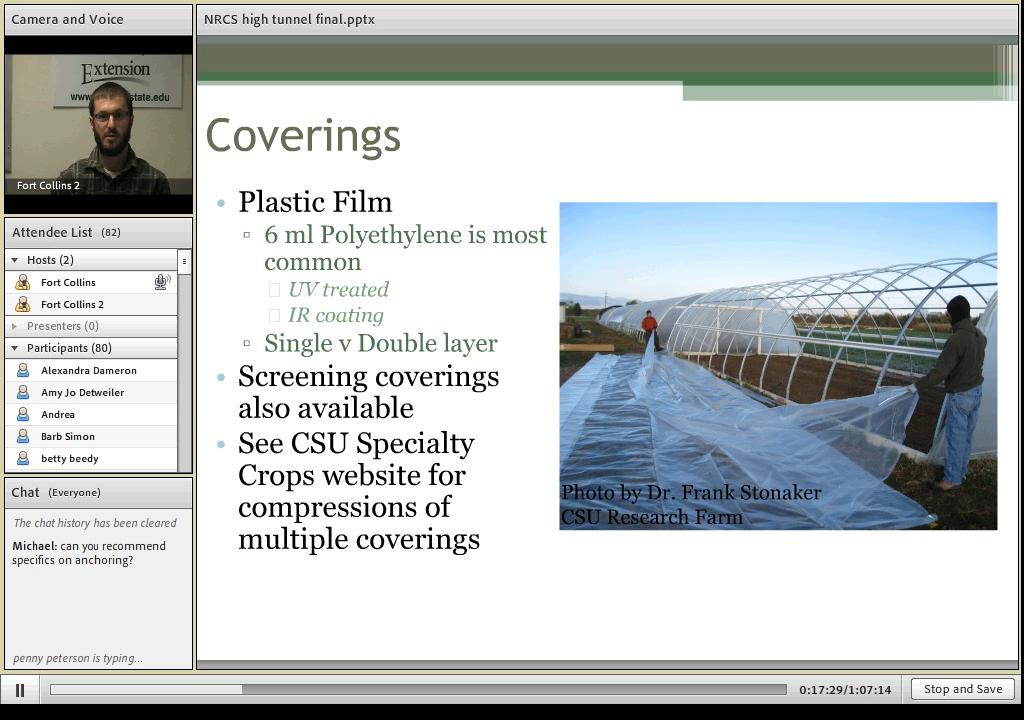 Camera and Voice
Extension
www. state.edu
Fort Collins 2
Attendee List (82)
Hosts (2)
Fort Collins
Fort Collins 2
Presenters (0)
Participants (80)
Alexandra Dameron
Amy Jo Detweiler
Andrea
Barb Simon
betty beedy
Chat (Everyone)
The chat history has been cleared
Michael: can you recommend
specifics on anchoring?
penny peterson is typing...
NRCS high tunnel final.pptx
Coverings
Plastic Film
6 ml Polyethylene is most
common
UV treated
IR coating
Single v Double layer
Screening coverings
also available
See CSU Specialty
Crops website for
compressions of
multiple coverings
Photo by Dr. Frank Stonaker
CSU Research Farm
0:17:29/1:07:14
Stop and Save